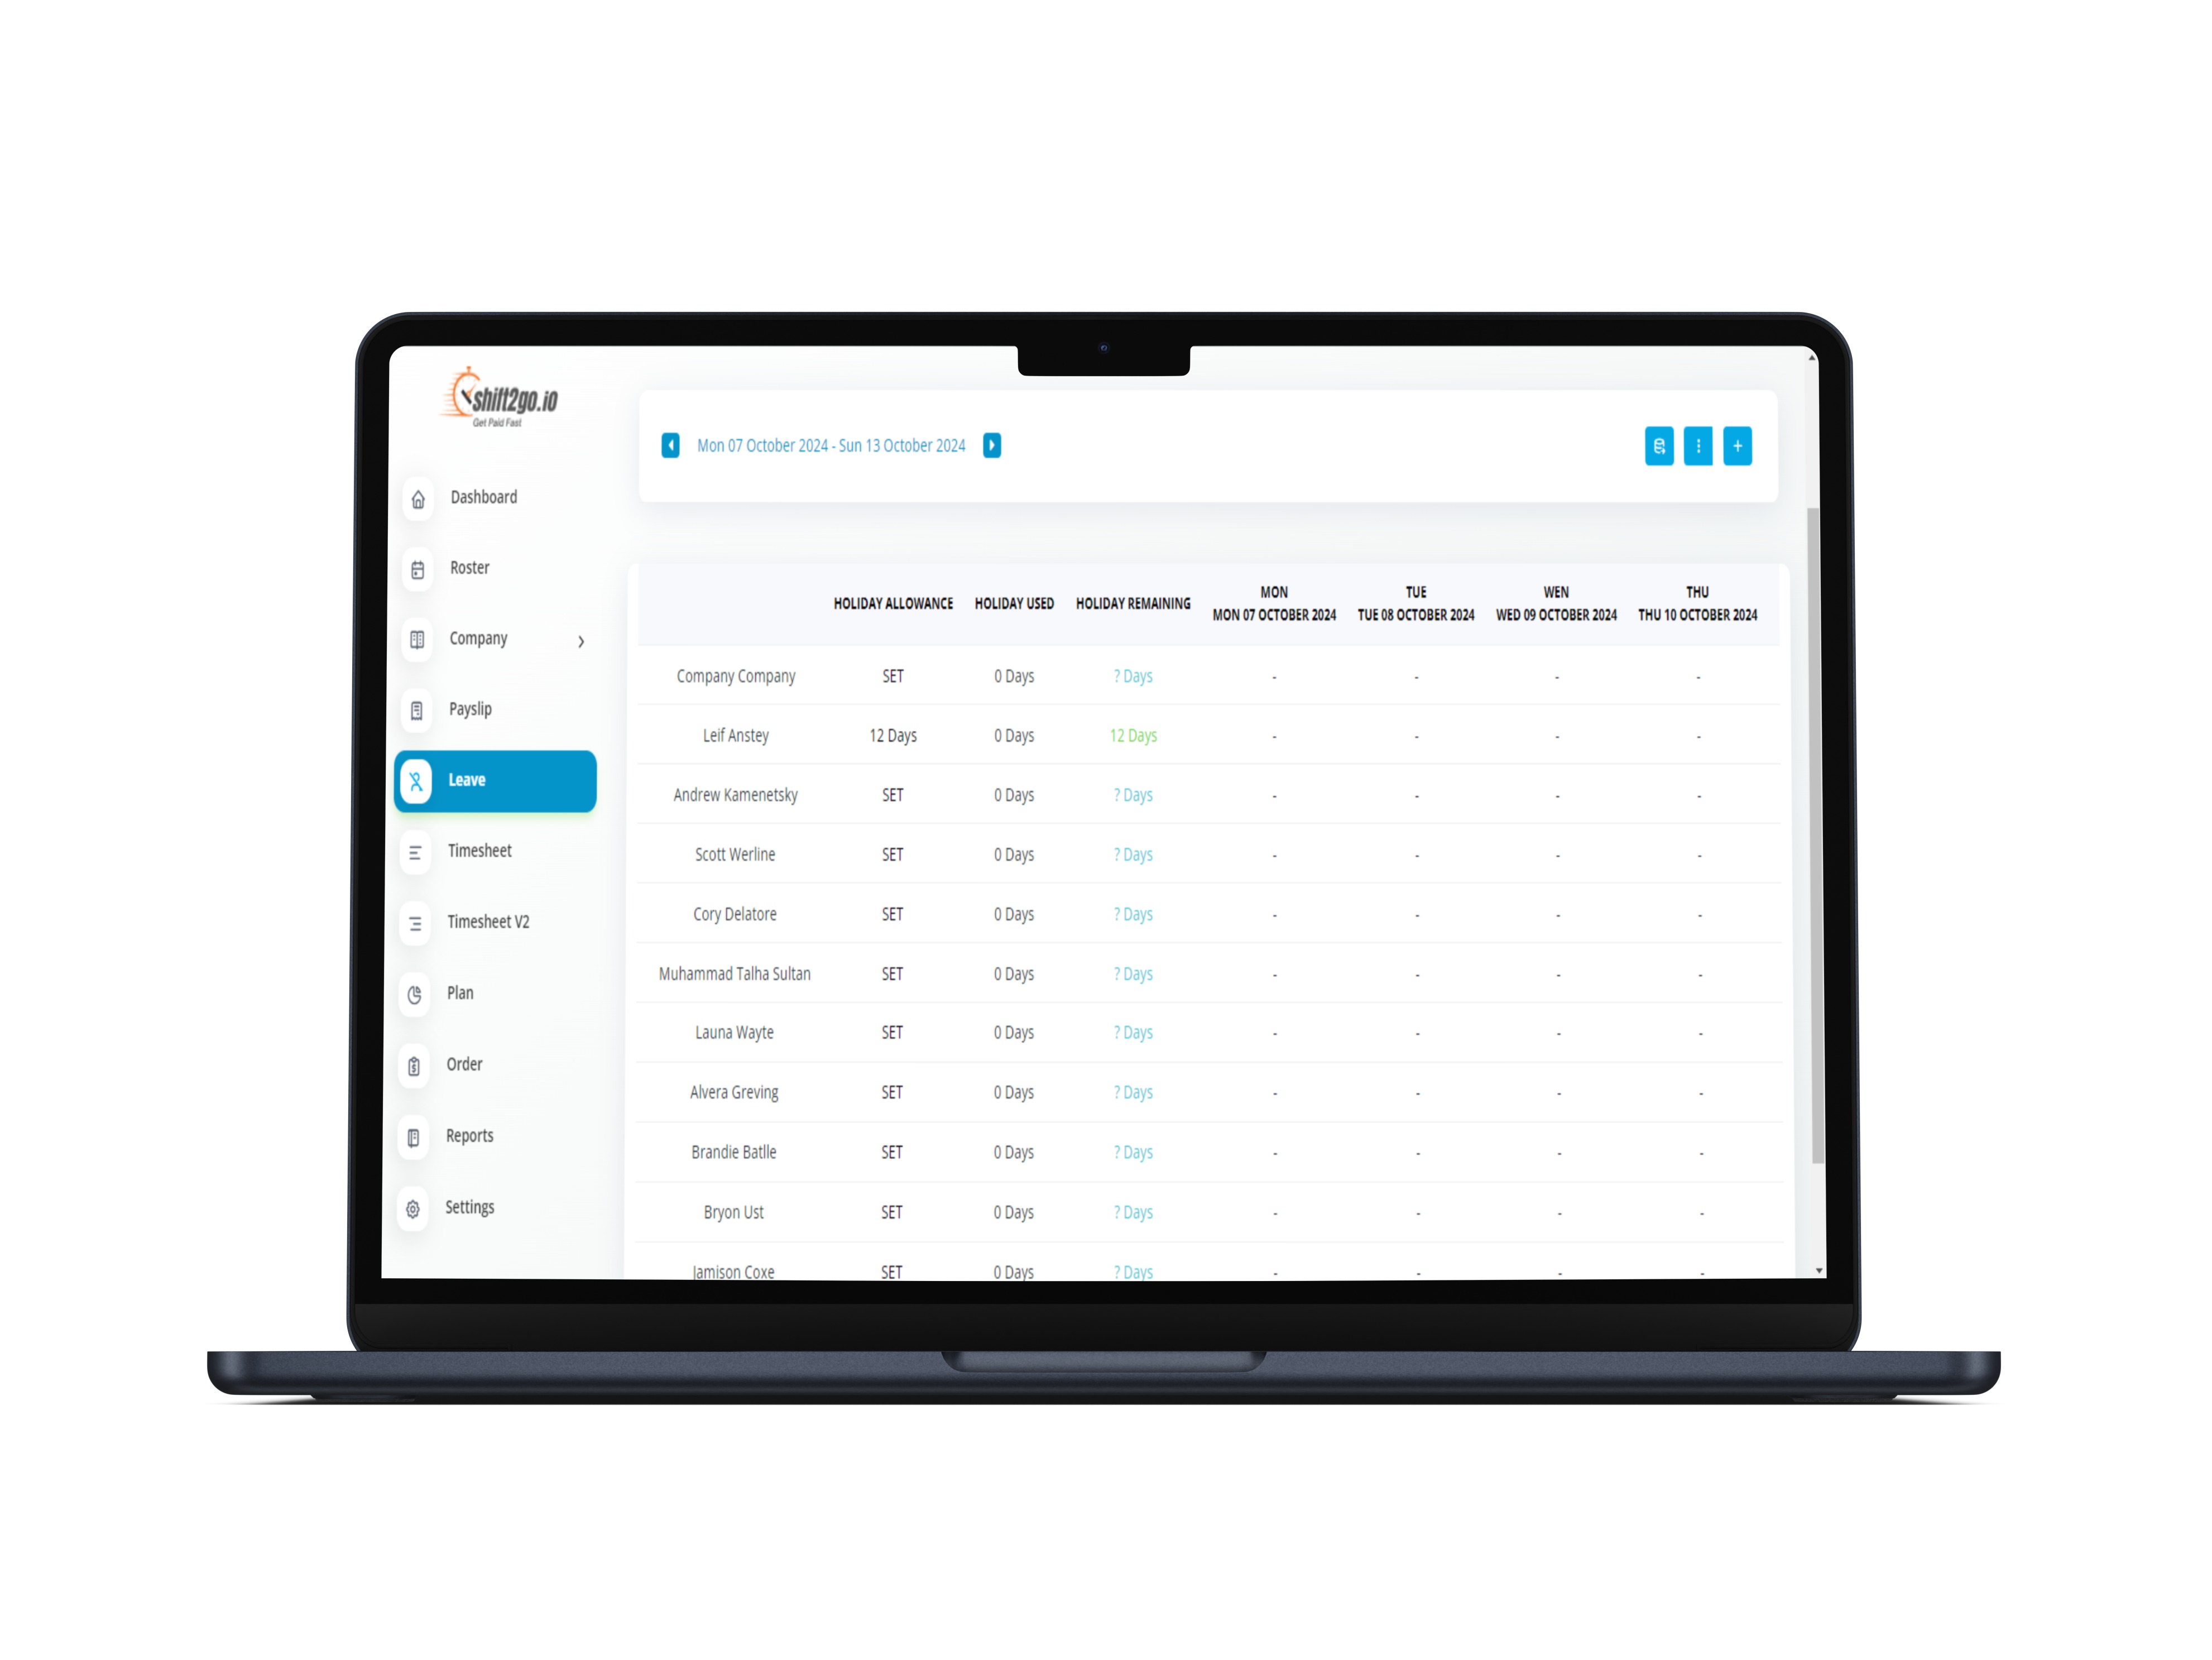 shift2go.io
Get Paid Fast
Dashboard
Roster
Company
Payslip
Leave
Timesheet
Timesheet V2
Plan
Order
Reports
Settings
Mon 07 October 2024 - Sun 13 October 2024
HOLIDAY ALLOWANCE HOLIDAY USED HOLIDAY REMAINING MON MON 07 OCTOBER 2024 TUE TUE 08 OCTOBER 2024 WEN WED 09 OCTOBER 2024 THU THU 10 OCTOBER 2024
Company Company SET 0 Days ? Days - - - -
Leif Anstey 12 Days 0 Days 12 Days - - - -
Andrew Kamenetsky SET 0 Days ? Days - - - -
Scott Werline SET 0 Days ? Days - - - -
Cory Delatore SET 0 Days ? Days - - - -
Muhammad Talha Sultan SET 0 Days ? Days - - - -
Launa Wayte SET 0 Days ? Days - - - -
Alvera Greving SET 0 Days ? Days - - - -
Brandie Batlle SET 0 Days ? Days - - - -
Bryon Ust SET 0 Days ? Days - - - -
Jamison Coxe SET 0 Days ? Days - - - -